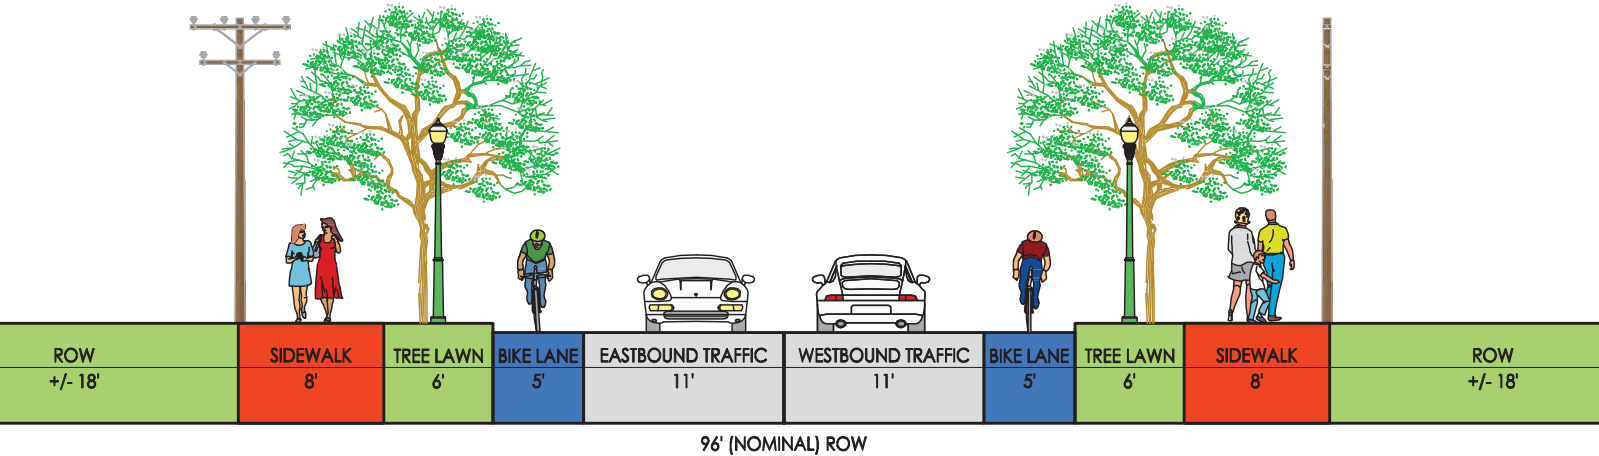 ROW SIDEWALK TREE LAWN BIKE LANE EASTBOUND TRAFFIC WESTBOUND TRAFFIC BIKE LANE TREE LAWN SIDEWALK ROW
+/- 18' 8' 6' 5' 11' 11' 5' 6' 8' +/- 18'
96' (NOMINAL) ROW